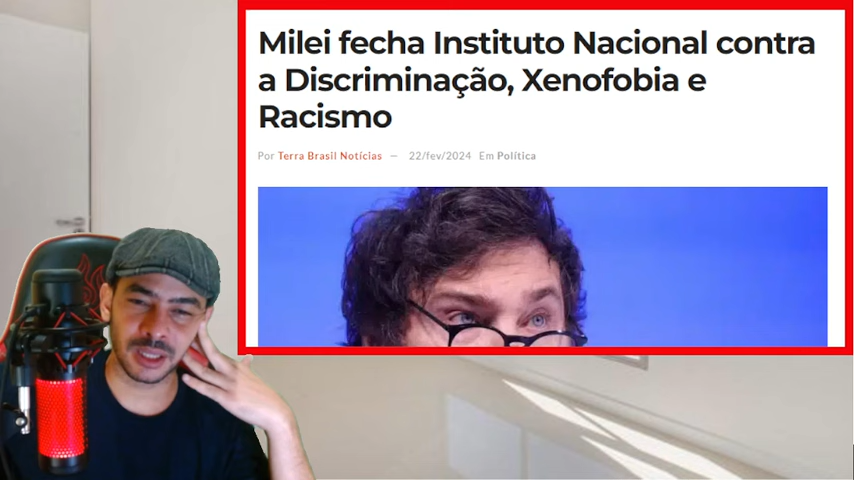 Milei fecha Instituto Nacional contra
a Discriminação, Xenofobia e
Racismo
Por Terra Brasil Notícias — 22/fev/2024 Em Política